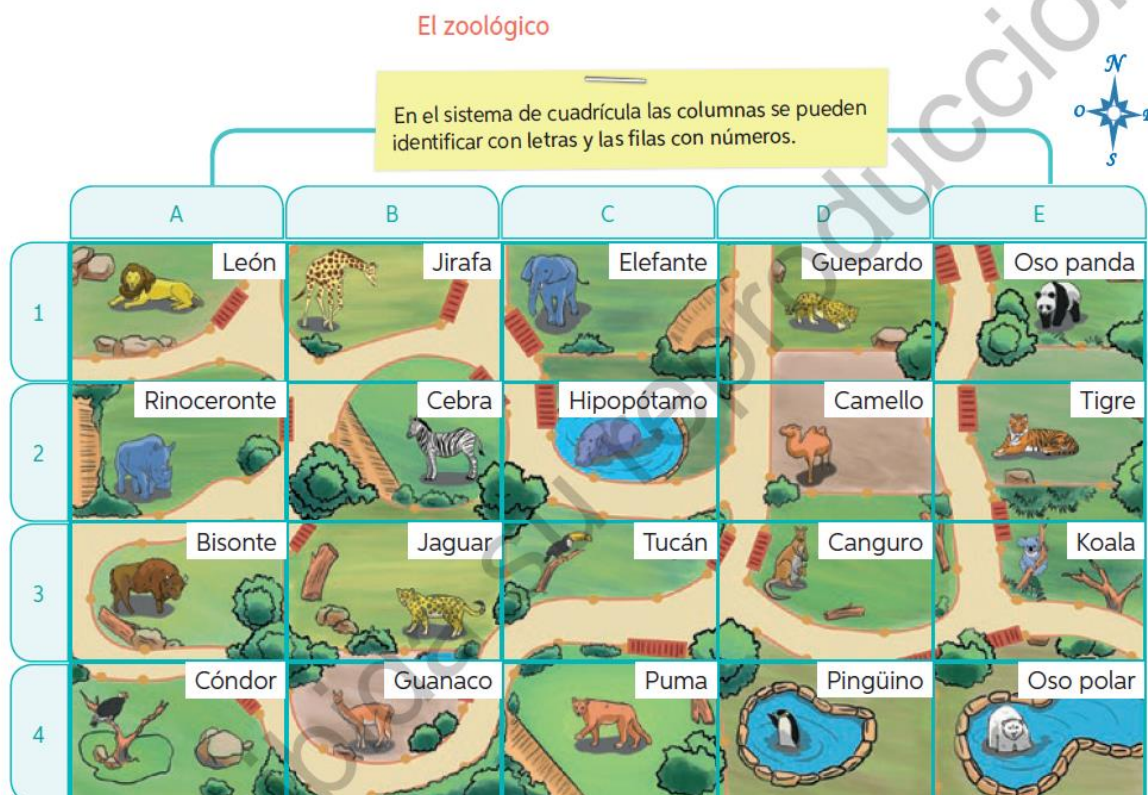 El zoológico
En el sistema de cuadrícula las columnas se pueden
identificar con letras y las filas con números.
N
O
S
A B C D E
1 León Jirafa Elefante Guepardo Oso panda
2 Rinoceronte Cebra Hipopótamo Camello Tigre
3 Bisonte Jaguar Tucán Canguro Koala
4 Cóndor Guanaco Puma Pingüino Oso polar
su reproducción